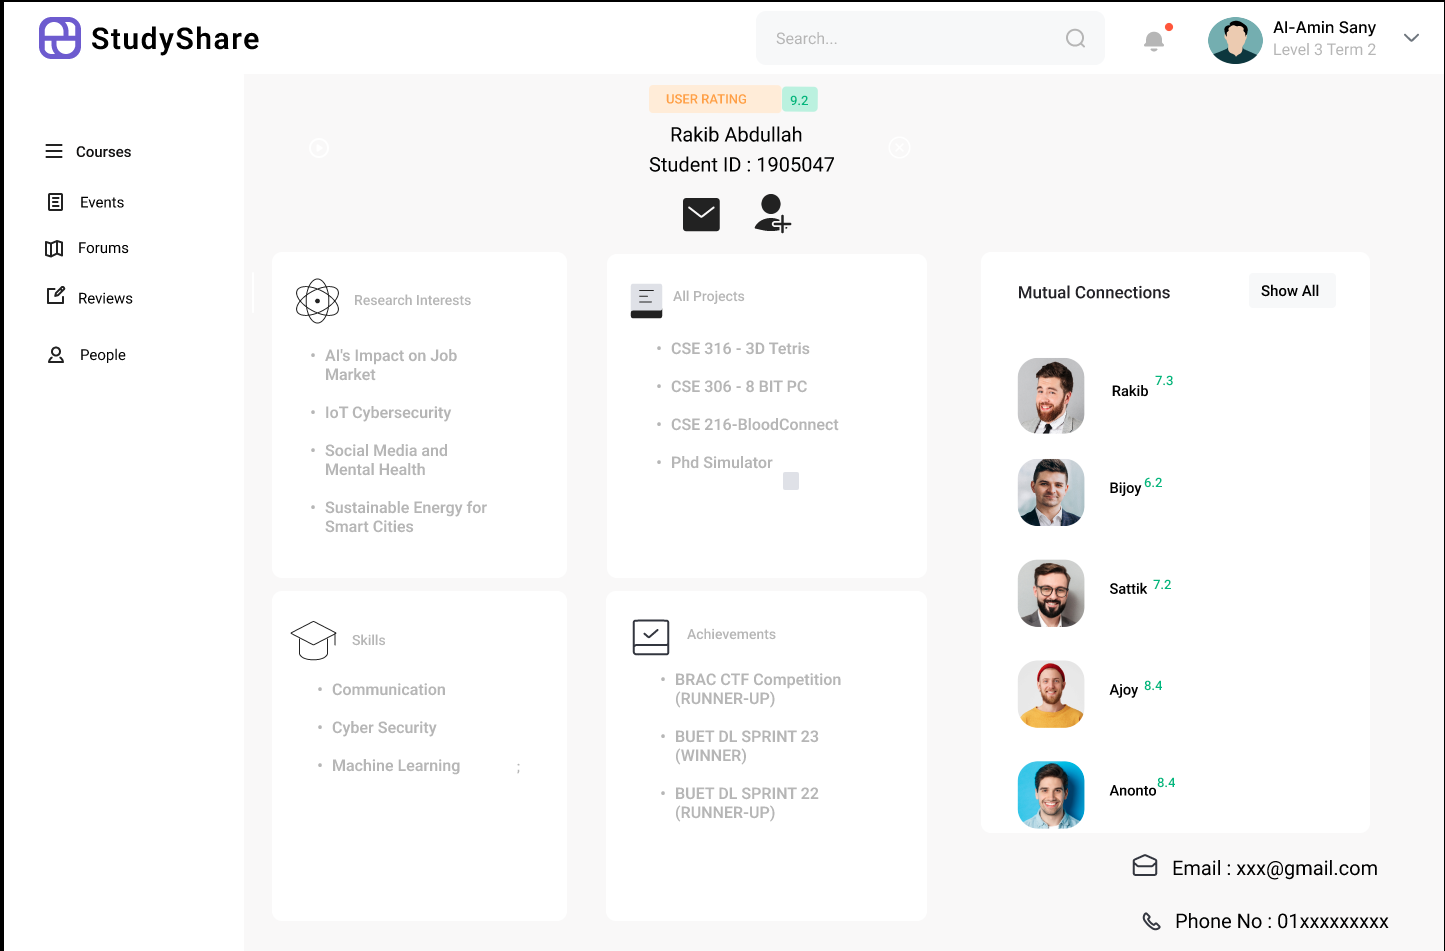 StudyShare
Search...
Al-Amin Sany
Level 3 Term 2
Courses
Events
Forums
Reviews
People
USER RATING 9.2
Rakib Abdullah
Student ID : 1905047
Research Interests
• AI's Impact on Job
Market
• IoT Cybersecurity
• Social Media and
Mental Health
• Sustainable Energy for
Smart Cities
All Projects
• CSE 316 - 3D Tetris
• CSE 306 - 8 BIT PC
• CSE 216-BloodConnect
• Phd Simulator
Skills
• Communication
• Cyber Security
• Machine Learning ;
Achievements
• BRAC CTF Competition
(RUNNER-UP)
• BUET DL SPRINT 23
(WINNER)
• BUET DL SPRINT 22
(RUNNER-UP)
Mutual Connections
Show All
Rakib 7.3
Bijoy 6.2
Sattik 7.2
Ajoy 8.4
Anonto 8.4
Email : xxx@gmail.com
Phone No : 01xxxxxxxxx